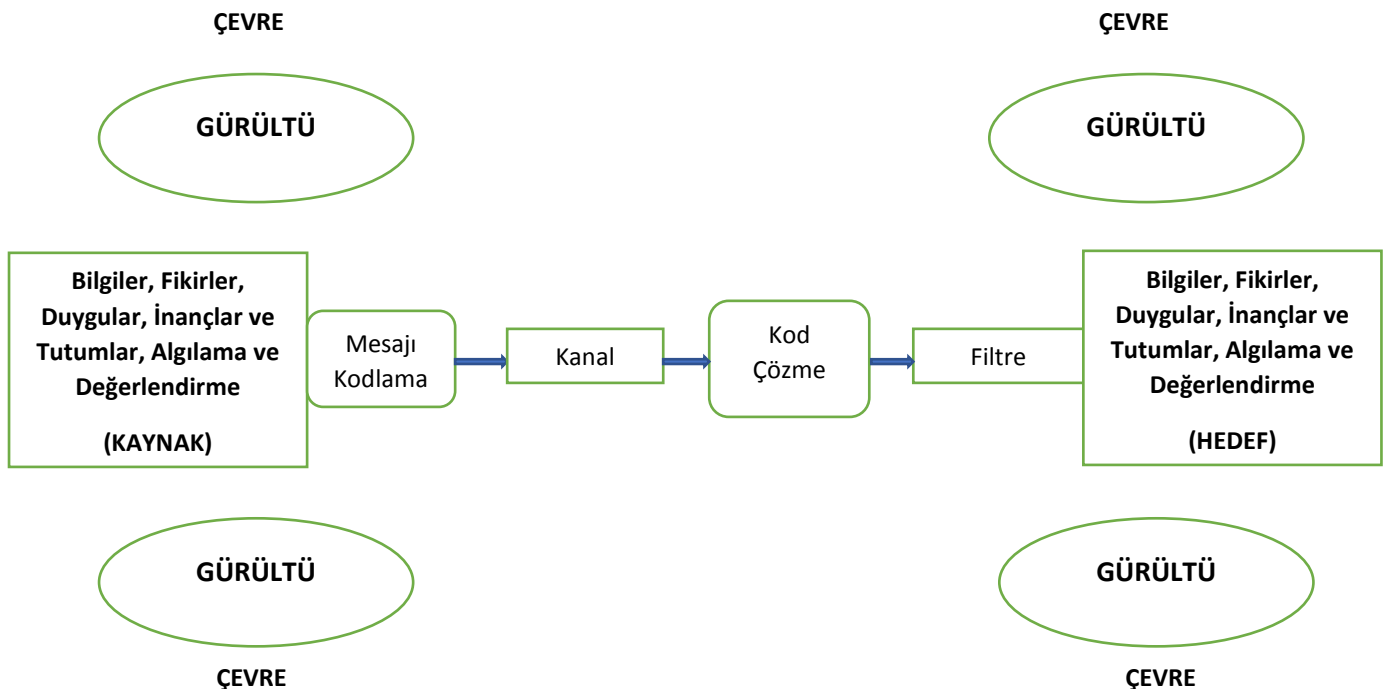 ÇEVRE
ÇEVRE
GÜRÜLTÜ
GÜRÜLTÜ
Bilgiler, Fikirler,
Duygular, İnançlar ve
Tutumlar, Algılama ve
Değerlendirme
(KAYNAK)
Mesajı
Kodlama
Kanal
Kod
Çözme
Filtre
Bilgiler, Fikirler,
Duygular, İnançlar ve
Tutumlar, Algılama ve
Değerlendirme
(HEDEF)
GÜRÜLTÜ
GÜRÜLTÜ
ÇEVRE
ÇEVRE